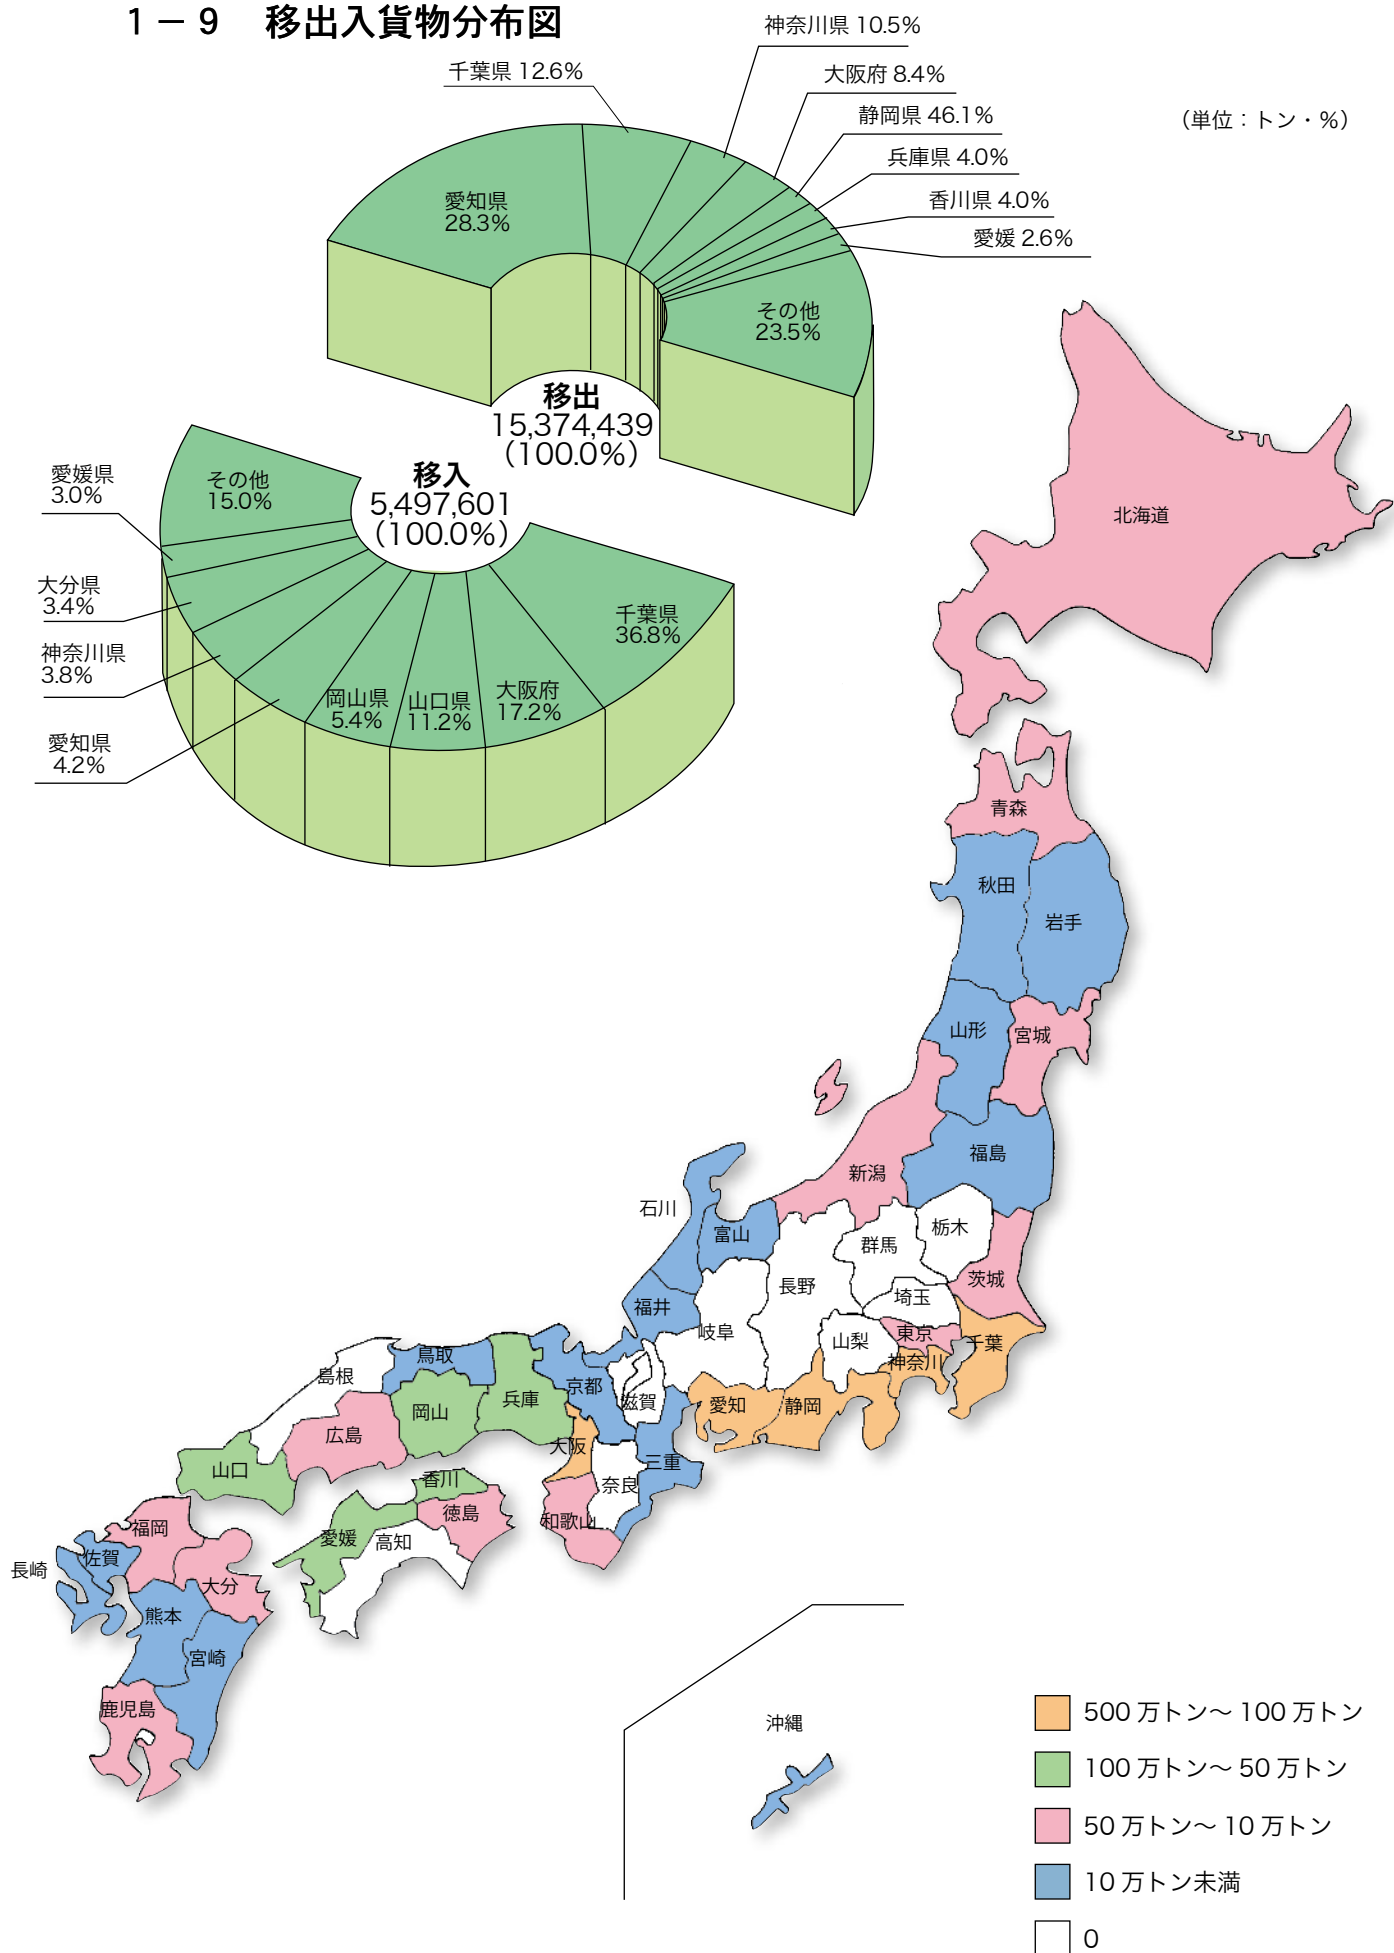 1－9 移出入貨物分布図
（単位：トン・％）
千葉県 12.6%
神奈川県 10.5%
大阪府 8.4%
静岡県 46.1%
兵庫県 4.0%
香川県 4.0%
愛媛 2.6%
愛知県
28.3%
その他
23.5%
移出
15,374,439
(100.0%)
移入
5,497,601
(100.0%)
その他
15.0%
愛媛県
3.0%
大分県
3.4%
神奈川県
3.8%
愛知県
4.2%
岡山県
5.4%
山口県
11.2%
大阪府
17.2%
千葉県
36.8%
北海道
青森
秋田
岩手
山形
宮城
福島
新潟
石川
富山
栃木
群馬
茨城
長野
埼玉
福井
岐阜
山梨
東京
千葉
神奈川
島根
鳥取
京都
滋賀
兵庫
岡山
愛知
静岡
広島
大阪
三重
山口
香川
奈良
徳島
和歌山
愛媛
高知
福岡
佐賀
長崎
大分
熊本
宮崎
鹿児島
沖縄
500 万トン～ 100 万トン
100 万トン～ 50 万トン
50 万トン～ 10 万トン
10 万トン未満
0